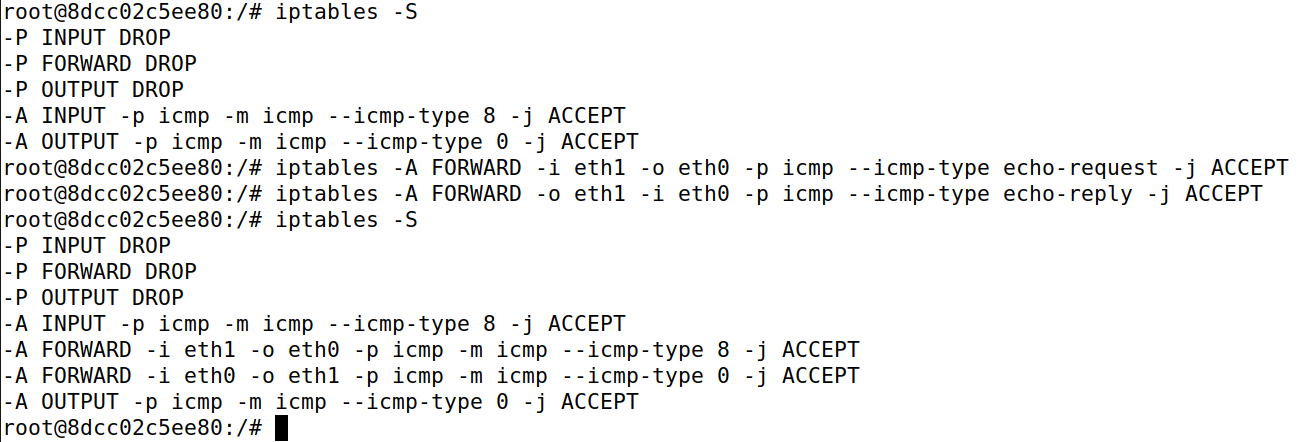 root@8dcc02c5ee80:/# iptables -S
-P INPUT DROP
-P FORWARD DROP
-P OUTPUT DROP
-A INPUT -p icmp -m icmp --icmp-type 8 -j ACCEPT
-A OUTPUT -p icmp -m icmp --icmp-type 0 -j ACCEPT
root@8dcc02c5ee80:/# iptables -A FORWARD -i eth1 -o eth0 -p icmp --icmp-type echo-request -j ACCEPT
root@8dcc02c5ee80:/# iptables -A FORWARD -o eth1 -i eth0 -p icmp --icmp-type echo-reply -j ACCEPT
root@8dcc02c5ee80:/# iptables -S
-P INPUT DROP
-P FORWARD DROP
-P OUTPUT DROP
-A INPUT -p icmp -m icmp --icmp-type 8 -j ACCEPT
-A FORWARD -i eth1 -o eth0 -p icmp -m icmp --icmp-type 8 -j ACCEPT
-A FORWARD -i eth0 -o eth1 -p icmp -m icmp --icmp-type 0 -j ACCEPT
-A OUTPUT -p icmp -m icmp --icmp-type 0 -j ACCEPT
root@8dcc02c5ee80:/#